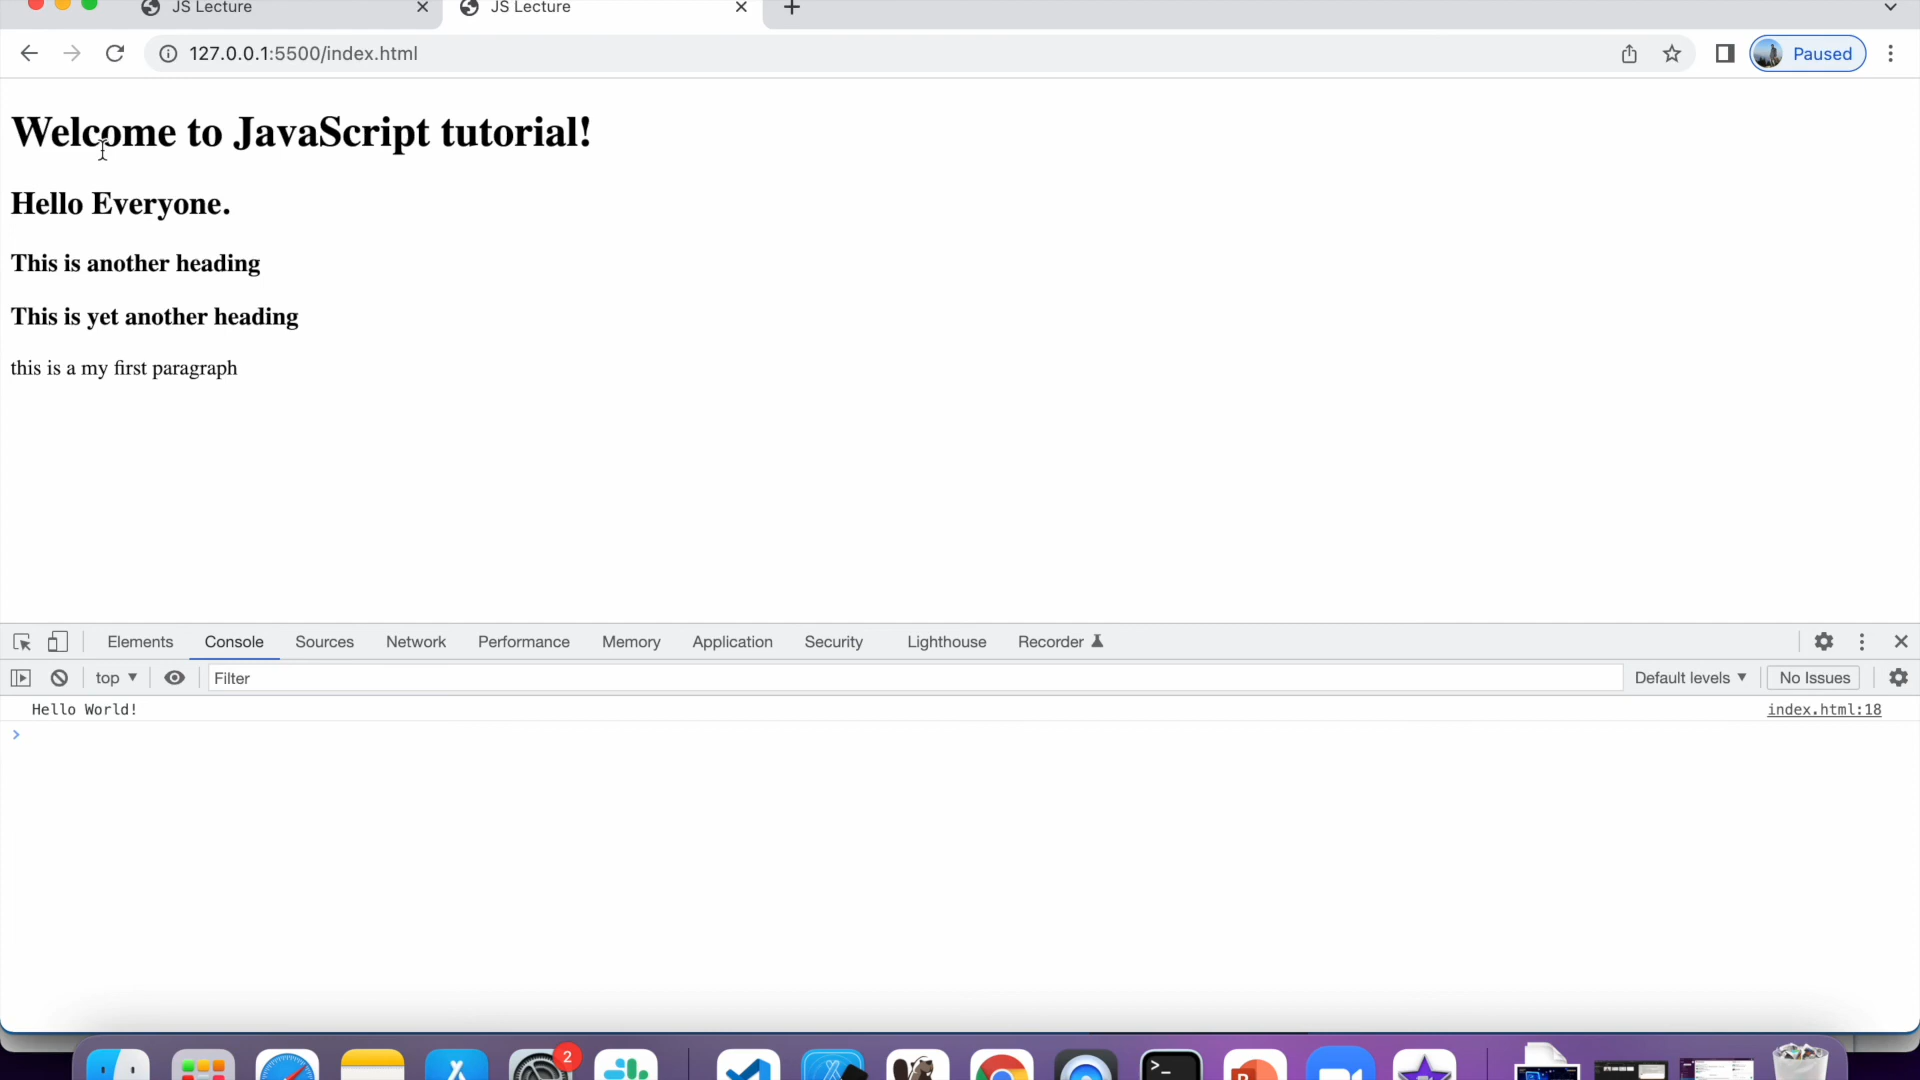 JS Lecture JS Lecture
127.0.0.1:5500/index.html Paused
Welcome to JavaScript tutorial!
Hello Everyone.
This is another heading
This is yet another heading
this is a my first paragraph
Elements Console Sources Network Performance Memory Application Security Lighthouse Recorder
top Filter Default levels No Issues
Hello World! index.html:18
2